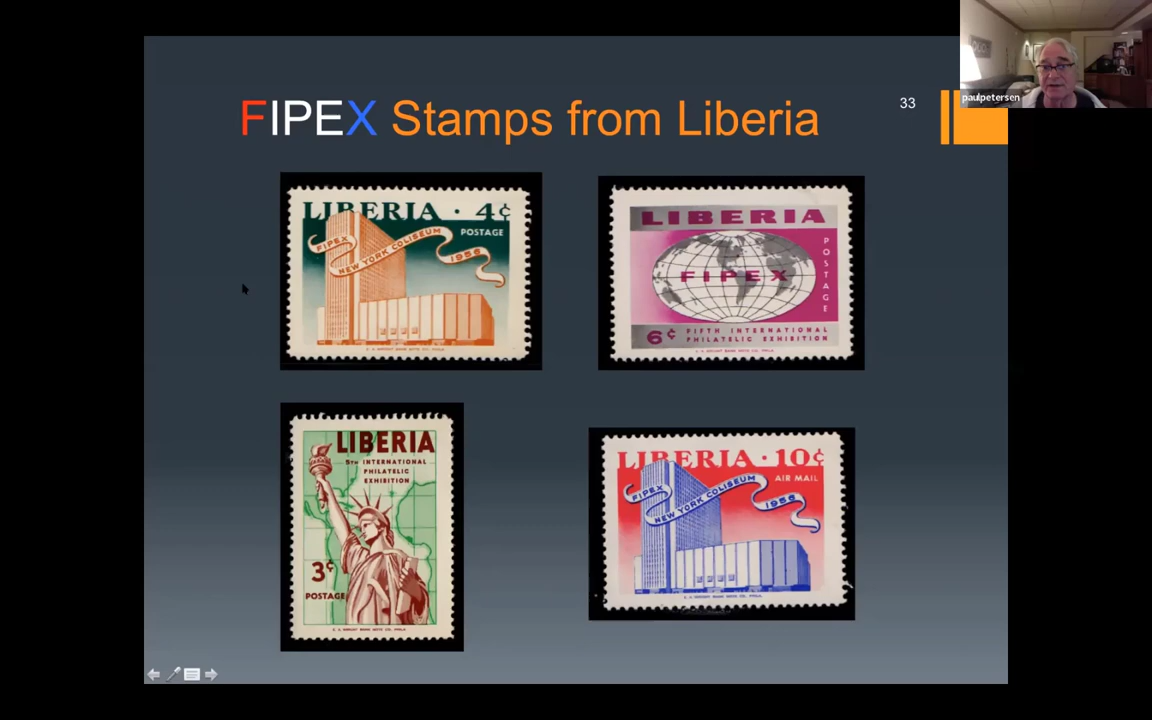 paulpetersen
33
FIPEX Stamps from Liberia
LIBERIA · 4¢
POSTAGE
FIPEX
NEW YORK COLISEUM
1956
LIBERIA
POSTAGE
FIPEX
6¢ FIFTH INTERNATIONAL
PHILATELIC EXHIBITION
LIBERIA
5TH INTERNATIONAL
PHILATELIC
EXHIBITION
3¢
POSTAGE
LIBERIA · 10¢
AIR MAIL
FIPEX
NEW YORK COLISEUM
1956